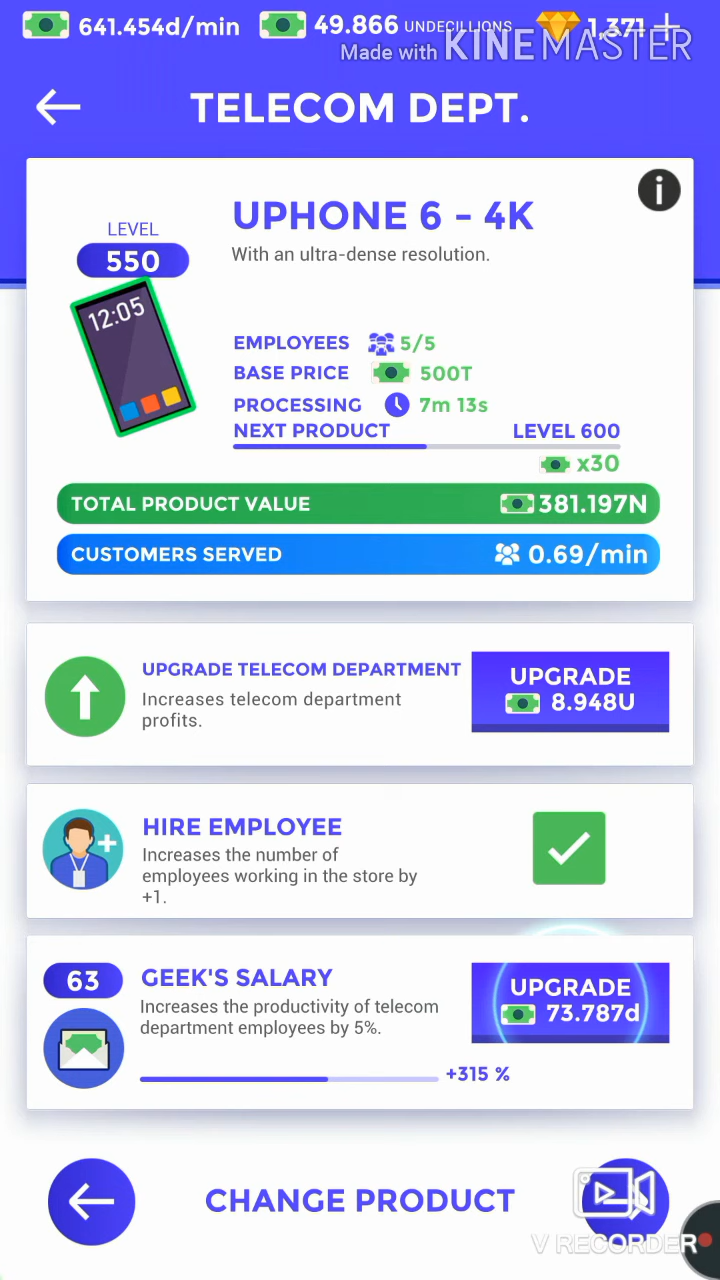 641.454d/min 49.866 UNDECILLIONS 1,371 +
Made with KINEMASTER
TELECOM DEPT.
UPHONE 6 - 4K
LEVEL
550
With an ultra-dense resolution.
12:05
EMPLOYEES 5/5
BASE PRICE 500T
PROCESSING 7m 13s
NEXT PRODUCT LEVEL 600
x30
TOTAL PRODUCT VALUE 381.197N
CUSTOMERS SERVED 0.69/min
UPGRADE TELECOM DEPARTMENT
Increases telecom department
profits.
UPGRADE
8.948U
HIRE EMPLOYEE
Increases the number of
employees working in the store by
+1.
63
GEEK'S SALARY
Increases the productivity of telecom
department employees by 5%.
UPGRADE
73.787d
+315 %
CHANGE PRODUCT
V RECORDER